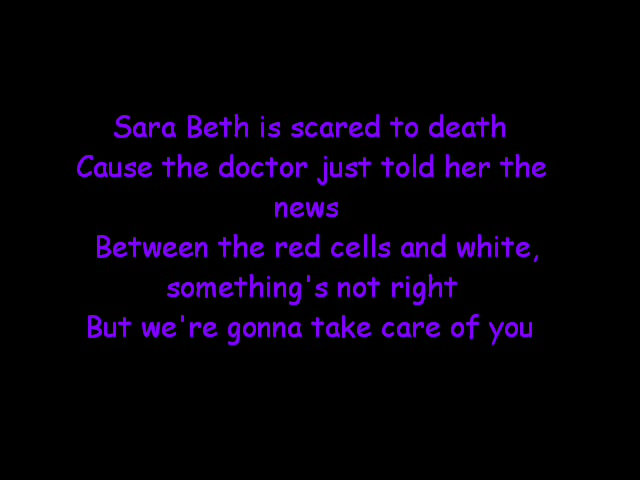 Sara Beth is scared to death
Cause the doctor just told her the
news
Between the red cells and white,
something's not right
But we're gonna take care of you